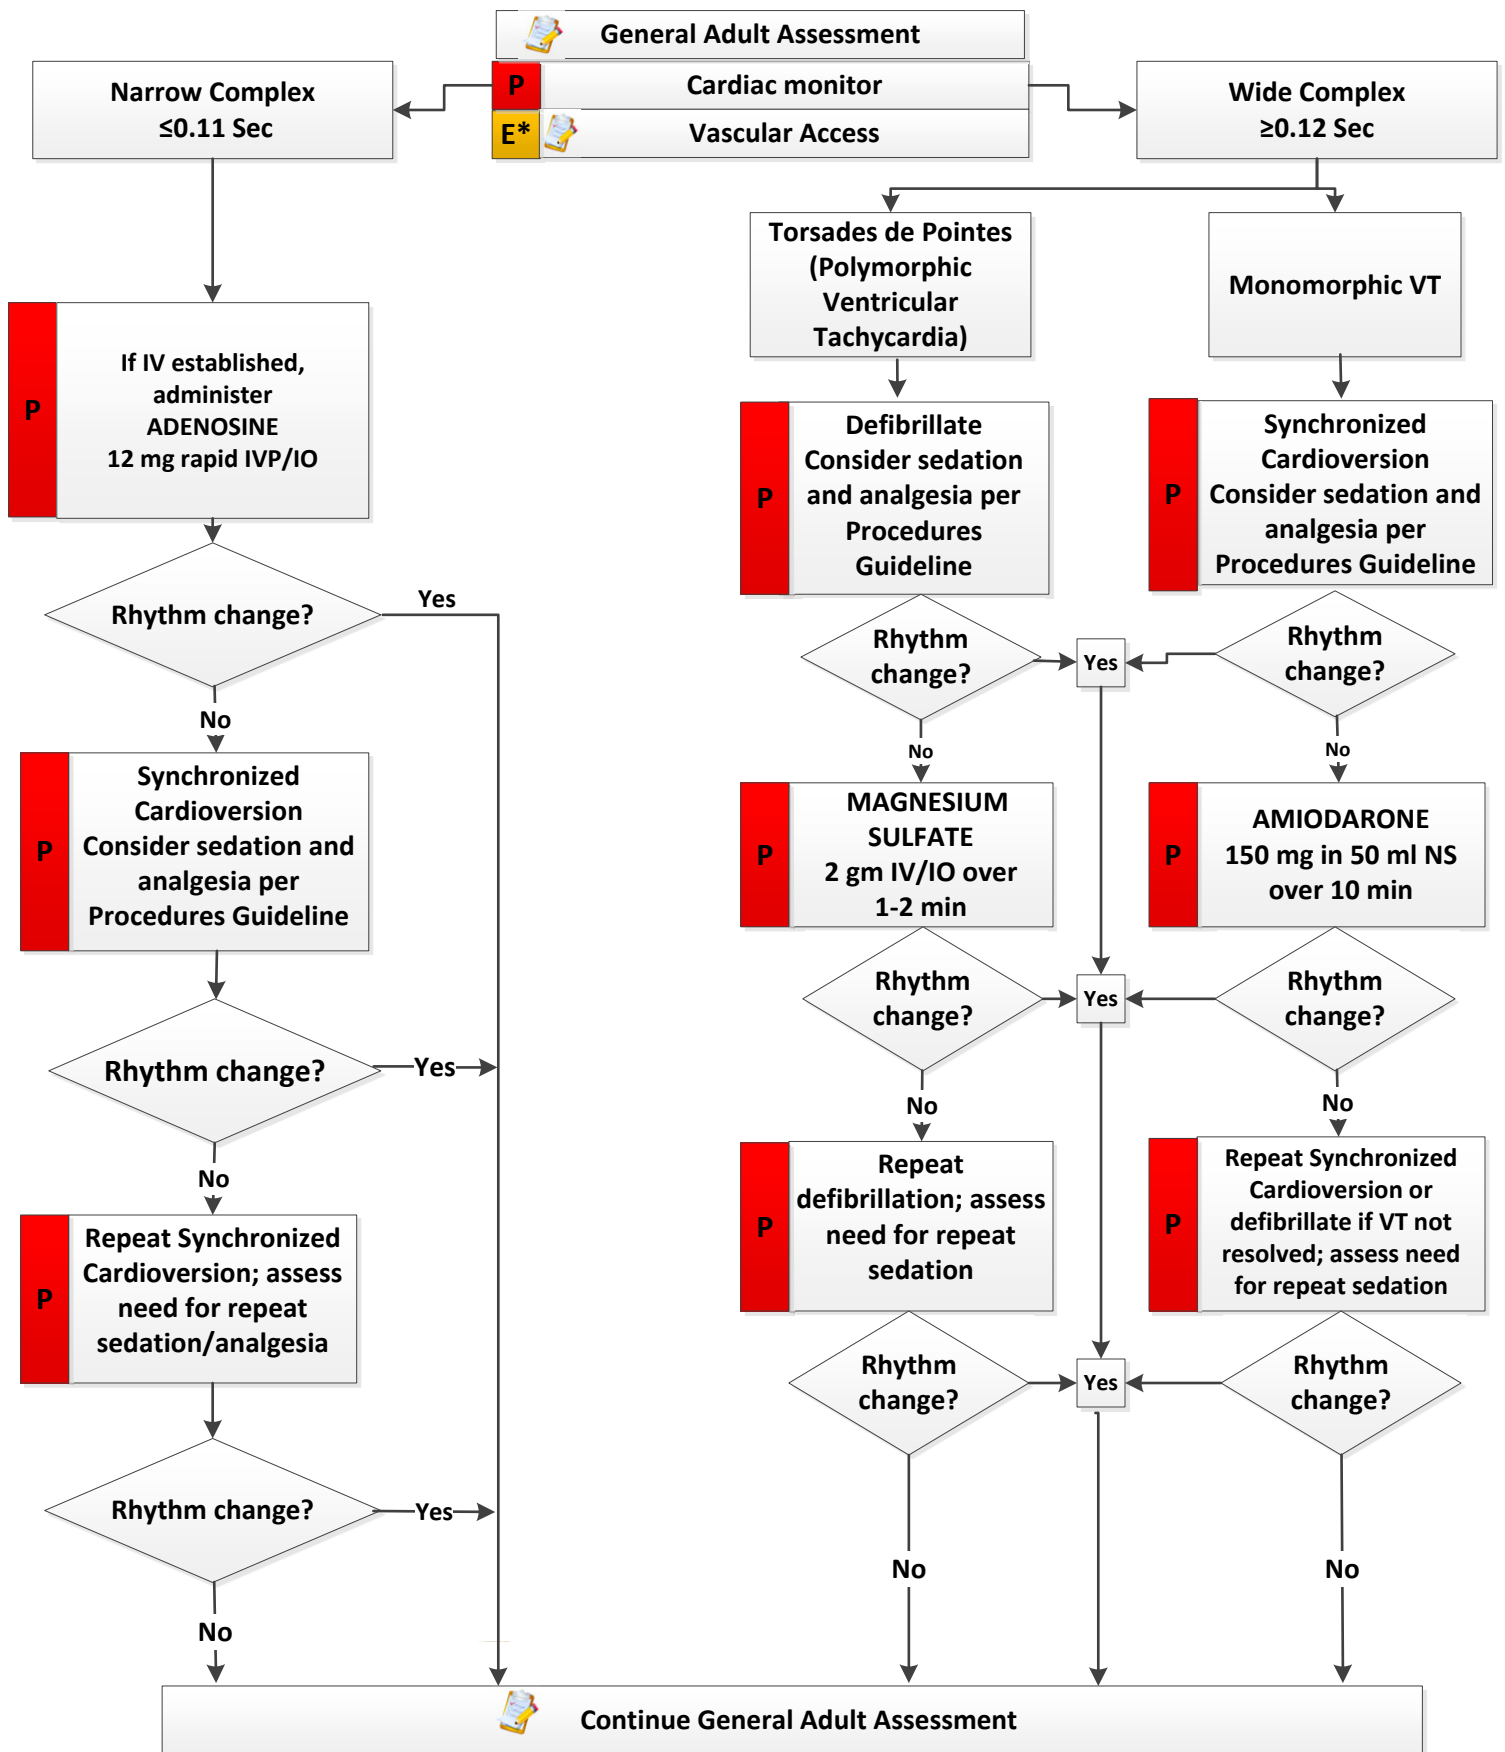 General Adult Assessment
P
Cardiac monitor
E*
Vascular Access
Narrow Complex
≤0.11 Sec
Wide Complex
≥0.12 Sec
P
If IV established,
administer
ADENOSINE
12 mg rapid IVP/IO
Rhythm change?
Yes
No
P
Synchronized
Cardioversion
Consider sedation and
analgesia per
Procedures Guideline
Rhythm change?
Yes
No
P
Repeat Synchronized
Cardioversion; assess
need for repeat
sedation/analgesia
Rhythm change?
Yes
No
Torsades de Pointes
(Polymorphic
Ventricular
Tachycardia)
P
Defibrillate
Consider sedation
and analgesia per
Procedures
Guideline
Rhythm
change?
Yes
No
P
MAGNESIUM
SULFATE
2 gm IV/IO over
1-2 min
Rhythm
change?
Yes
No
P
Repeat
defibrillation; assess
need for repeat
sedation
Rhythm
change?
Yes
No
Monomorphic VT
P
Synchronized
Cardioversion
Consider sedation and
analgesia per
Procedures Guideline
Rhythm
change?
No
P
AMIODARONE
150 mg in 50 ml NS
over 10 min
Rhythm
change?
No
P
Repeat Synchronized
Cardioversion or
defibrillate if VT not
resolved; assess need
for repeat sedation
Rhythm
change?
No
Continue General Adult Assessment